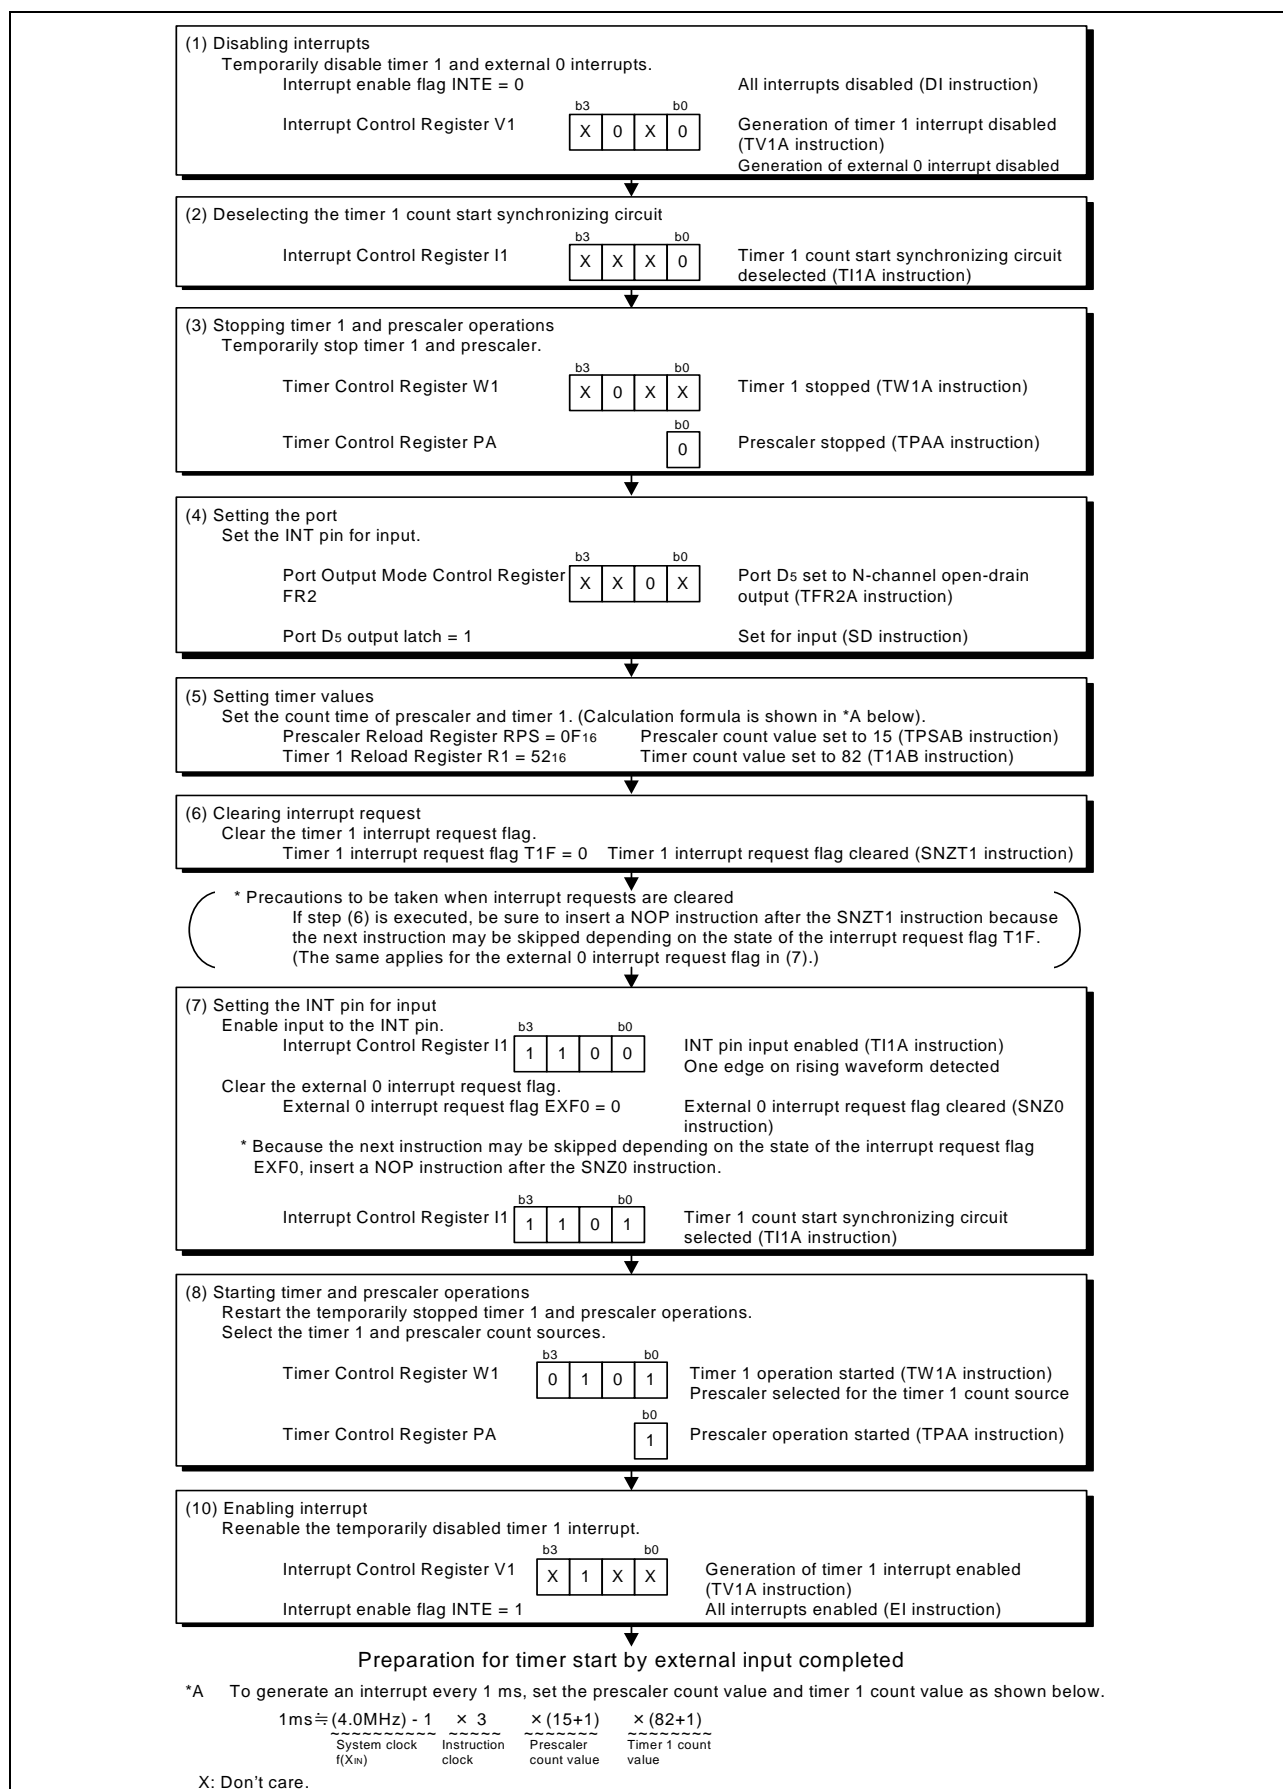 (1) Disabling interrupts
Temporarily disable timer 1 and external 0 interrupts.
Interrupt enable flag INTE = 0 All interrupts disabled (DI instruction)
b3 b0
Interrupt Control Register V1 X 0 X 0 Generation of timer 1 interrupt disabled
(TV1A instruction)
Generation of external 0 interrupt disabled
(2) Deselecting the timer 1 count start synchronizing circuit
b3 b0
Interrupt Control Register I1 X X X 0 Timer 1 count start synchronizing circuit
deselected (TI1A instruction)
(3) Stopping timer 1 and prescaler operations
Temporarily stop timer 1 and prescaler.
b3 b0
Timer Control Register W1 X 0 X X Timer 1 stopped (TW1A instruction)
b0
Timer Control Register PA 0 Prescaler stopped (TPAA instruction)
(4) Setting the port
Set the INT pin for input.
b3 b0
Port Output Mode Control Register X X 0 X Port D5 set to N-channel open-drain
FR2 output (TFR2A instruction)
Port D5 output latch = 1 Set for input (SD instruction)
(5) Setting timer values
Set the count time of prescaler and timer 1. (Calculation formula is shown in *A below).
Prescaler Reload Register RPS = 0F16 Prescaler count value set to 15 (TPSAB instruction)
Timer 1 Reload Register R1 = 5216 Timer count value set to 82 (T1AB instruction)
(6) Clearing interrupt request
Clear the timer 1 interrupt request flag.
Timer 1 interrupt request flag T1F = 0 Timer 1 interrupt request flag cleared (SNZT1 instruction)
* Precautions to be taken when interrupt requests are cleared
If step (6) is executed, be sure to insert a NOP instruction after the SNZT1 instruction because
the next instruction may be skipped depending on the state of the interrupt request flag T1F.
(The same applies for the external 0 interrupt request flag in (7).)
(7) Setting the INT pin for input
Enable input to the INT pin.
b3 b0
Interrupt Control Register I1 1 1 0 0 INT pin input enabled (TI1A instruction)
One edge on rising waveform detected
Clear the external 0 interrupt request flag.
External 0 interrupt request flag EXF0 = 0 External 0 interrupt request flag cleared (SNZ0
instruction)
* Because the next instruction may be skipped depending on the state of the interrupt request flag
EXF0, insert a NOP instruction after the SNZ0 instruction.
b3 b0
Interrupt Control Register I1 1 1 0 1 Timer 1 count start synchronizing circuit
selected (TI1A instruction)
(8) Starting timer and prescaler operations
Restart the temporarily stopped timer 1 and prescaler operations.
Select the timer 1 and prescaler count sources.
b3 b0
Timer Control Register W1 0 1 0 1 Timer 1 operation started (TW1A instruction)
Prescaler selected for the timer 1 count source
b0
Timer Control Register PA 1 Prescaler operation started (TPAA instruction)
(10) Enabling interrupt
Reenable the temporarily disabled timer 1 interrupt.
b3 b0
Interrupt Control Register V1 X 1 X X Generation of timer 1 interrupt enabled
(TV1A instruction)
Interrupt enable flag INTE = 1 All interrupts enabled (EI instruction)
Preparation for timer start by external input completed
*A To generate an interrupt every 1 ms, set the prescaler count value and timer 1 count value as shown below.
1ms≒(4.0MHz) - 1 × 3 ×(15+1) ×(82+1)
System clock Instruction Prescaler Timer 1 count
f(XIN) clock count value value
X: Don't care.